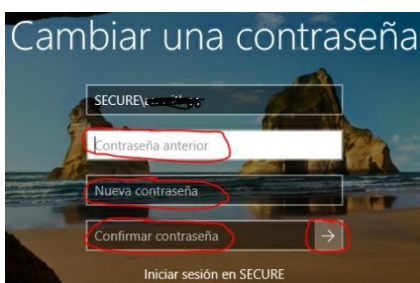 Cambiar una contraseña
SECURE\
Contraseña anterior
Nueva contraseña
Confirmar contraseña
Iniciar sesión en SECURE